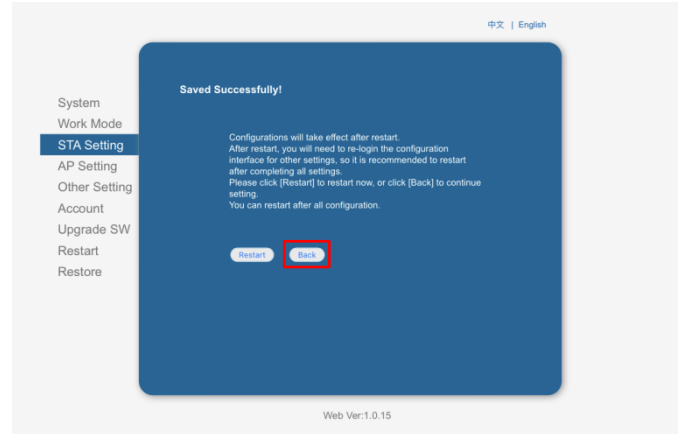 中文 | English
Saved Successfully!
System
Work Mode
STA Setting
AP Setting
Other Setting
Account
Upgrade SW
Restart
Restore
Configurations will take effect after restart.
After restart, you will need to re-login the configuration
interface for other settings, so it is recommended to restart
after completing all settings.
Please click [Restart] to restart now, or click [Back] to continue
setting.
You can restart after all configuration.
Restart Back
Web Ver:1.0.15